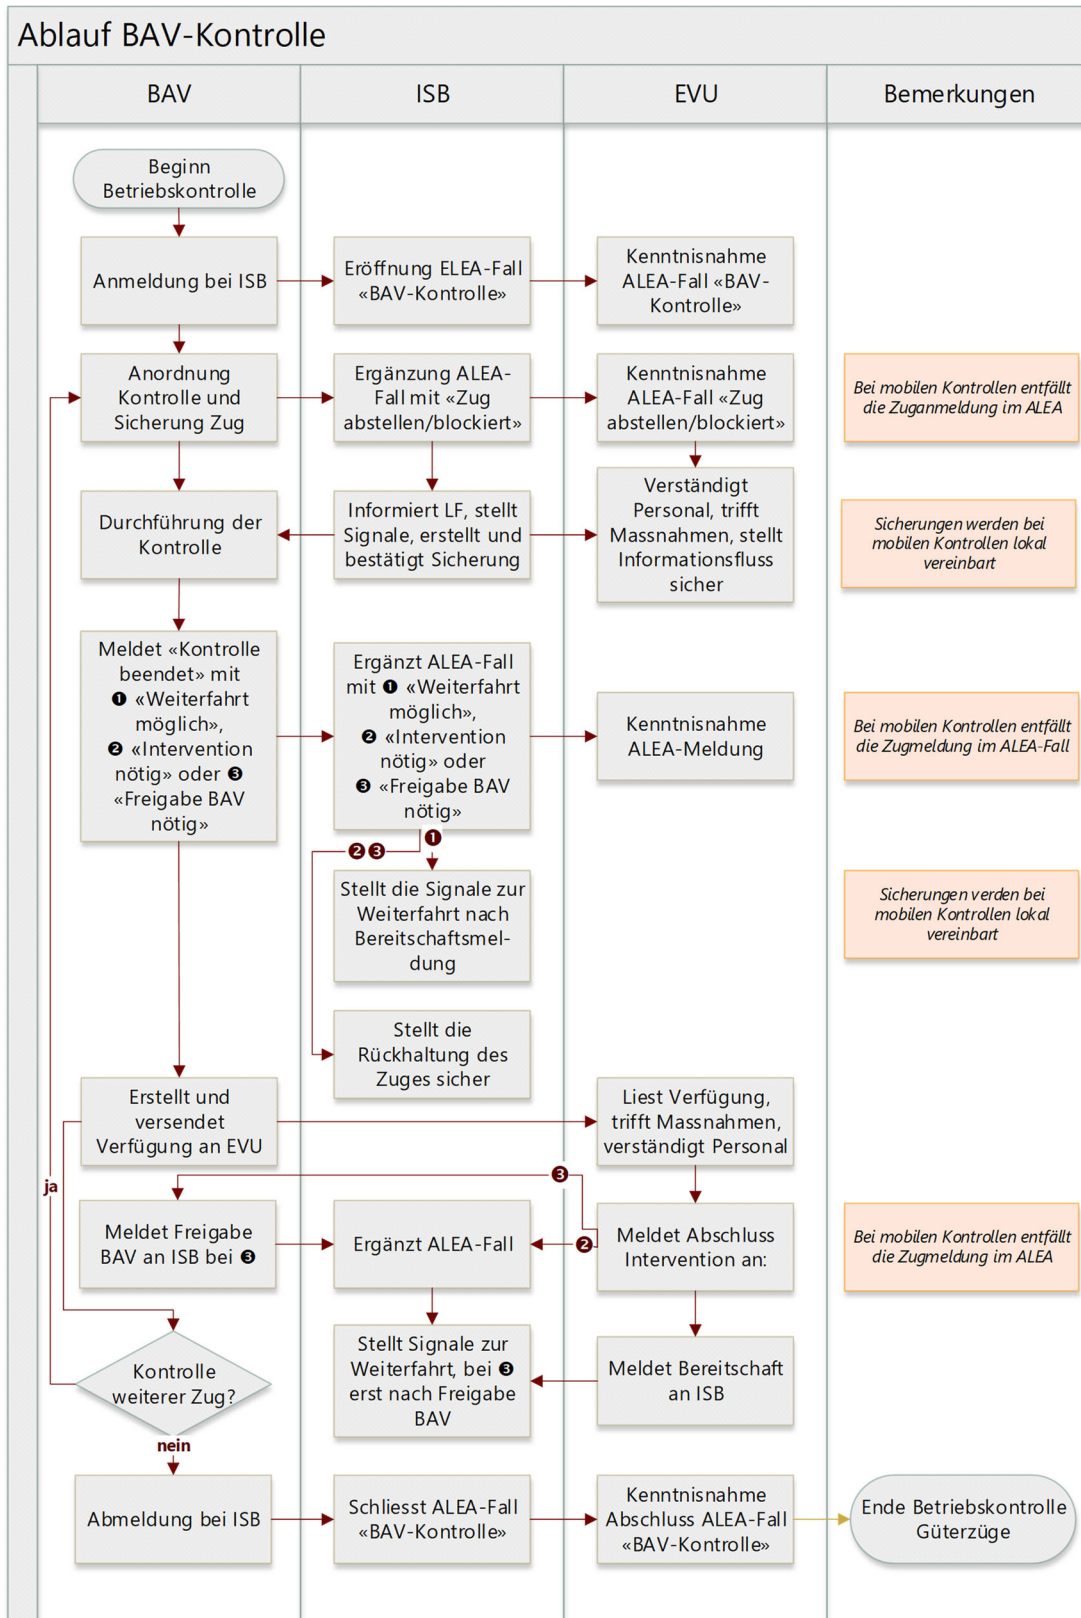 Ablauf BAV-Kontrolle
BAV
ISB
EVU
Bemerkungen
Beginn
Betriebskontrolle
Anmeldung bei ISB
Eröffnung ELEA-Fall
«BAV-Kontrolle»
Kenntnisnahme
ALEA-Fall «BAV-
Kontrolle»
Anordnung
Kontrolle und
Sicherung Zug
Ergänzung ALEA-
Fall mit «Zug
abstellen/blockiert»
Kenntnisnahme
ALEA-Fall «Zug
abstellen/blockiert»
Bei mobilen Kontrollen entfällt
die Zuganmeldung im ALEA
Durchführung der
Kontrolle
Informiert LF, stellt
Signale, erstellt und
bestätigt Sicherung
Verständigt
Personal, trifft
Massnahmen, stellt
Informationsfluss
sicher
Sicherungen werden bei
mobilen Kontrollen lokal
vereinbart
Meldet «Kontrolle
beendet» mit
❶ «Weiterfahrt
möglich»,
❷ «Intervention
nötig» oder ❸
«Freigabe BAV
nötig»
Ergänzt ALEA-Fall
mit ❶ «Weiterfahrt
möglich»,
❷ «Intervention
nötig» oder
❸ «Freigabe BAV
nötig»
Kenntnisnahme
ALEA-Meldung
Bei mobilen Kontrollen entfällt
die Zugmeldung im ALEA-Fall
❶
❷ ❸
Stellt die Signale zur
Weiterfahrt nach
Bereitschaftsmel-
dung
Sicherungen verden bei
mobilen Kontrollen lokal
vereinbart
Stellt die
Rückhaltung des
Zuges sicher
Erstellt und
versendet
Verfügung an EVU
Liest Verfügung,
trifft Massnahmen,
verständigt Personal
❸
ja
Meldet Freigabe
BAV an ISB bei ❸
Ergänzt ALEA-Fall
❷
Meldet Abschluss
Intervention an:
Bei mobilen Kontrollen entfällt
die Zugmeldung im ALEA
Kontrolle
weiterer Zug?
Stellt Signale zur
Weiterfahrt, bei ❸
erst nach Freigabe
BAV
Meldet Bereitschaft
an ISB
nein
Abmeldung bei ISB
Schliesst ALEA-Fall
«BAV-Kontrolle»
Kenntnisnahme
Abschluss ALEA-Fall
«BAV-Kontrolle»
Ende Betriebskontrolle
Güterzüge